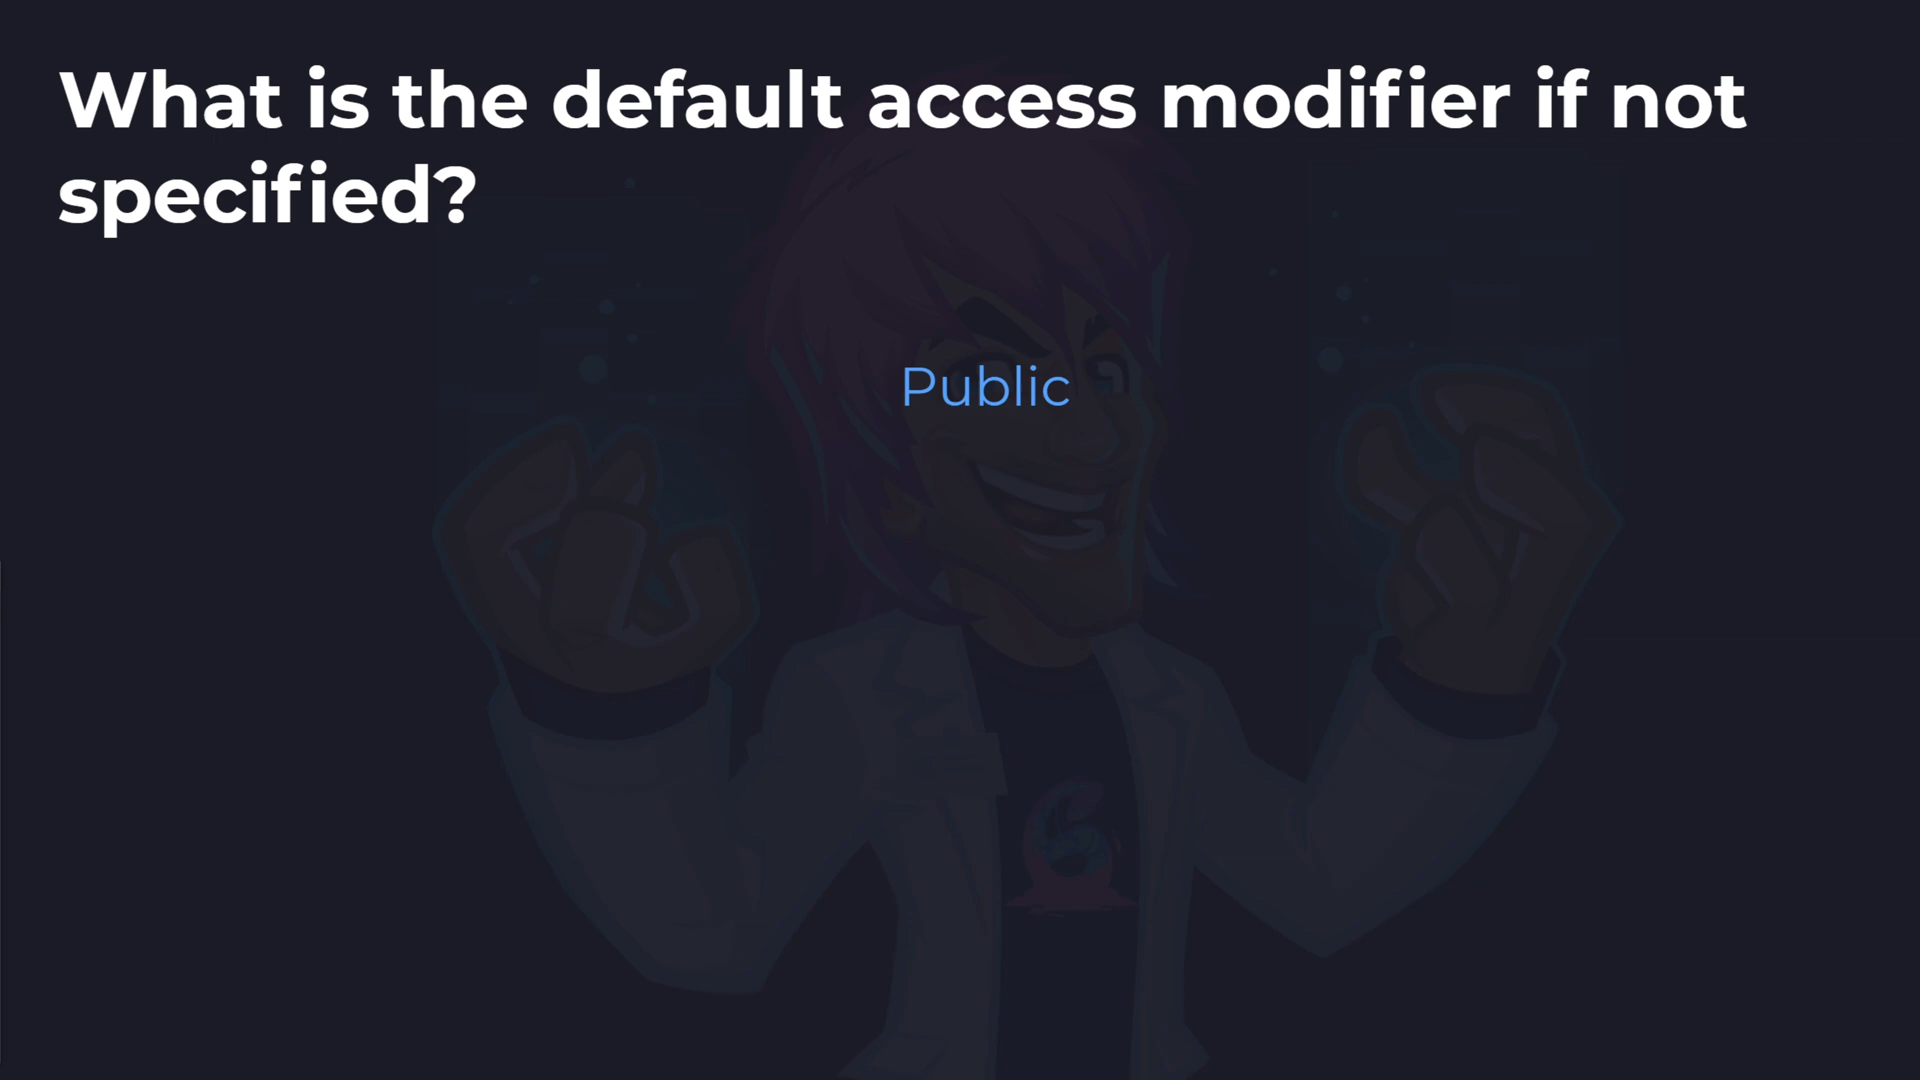 What is the default access modifier if not
specified?
Public